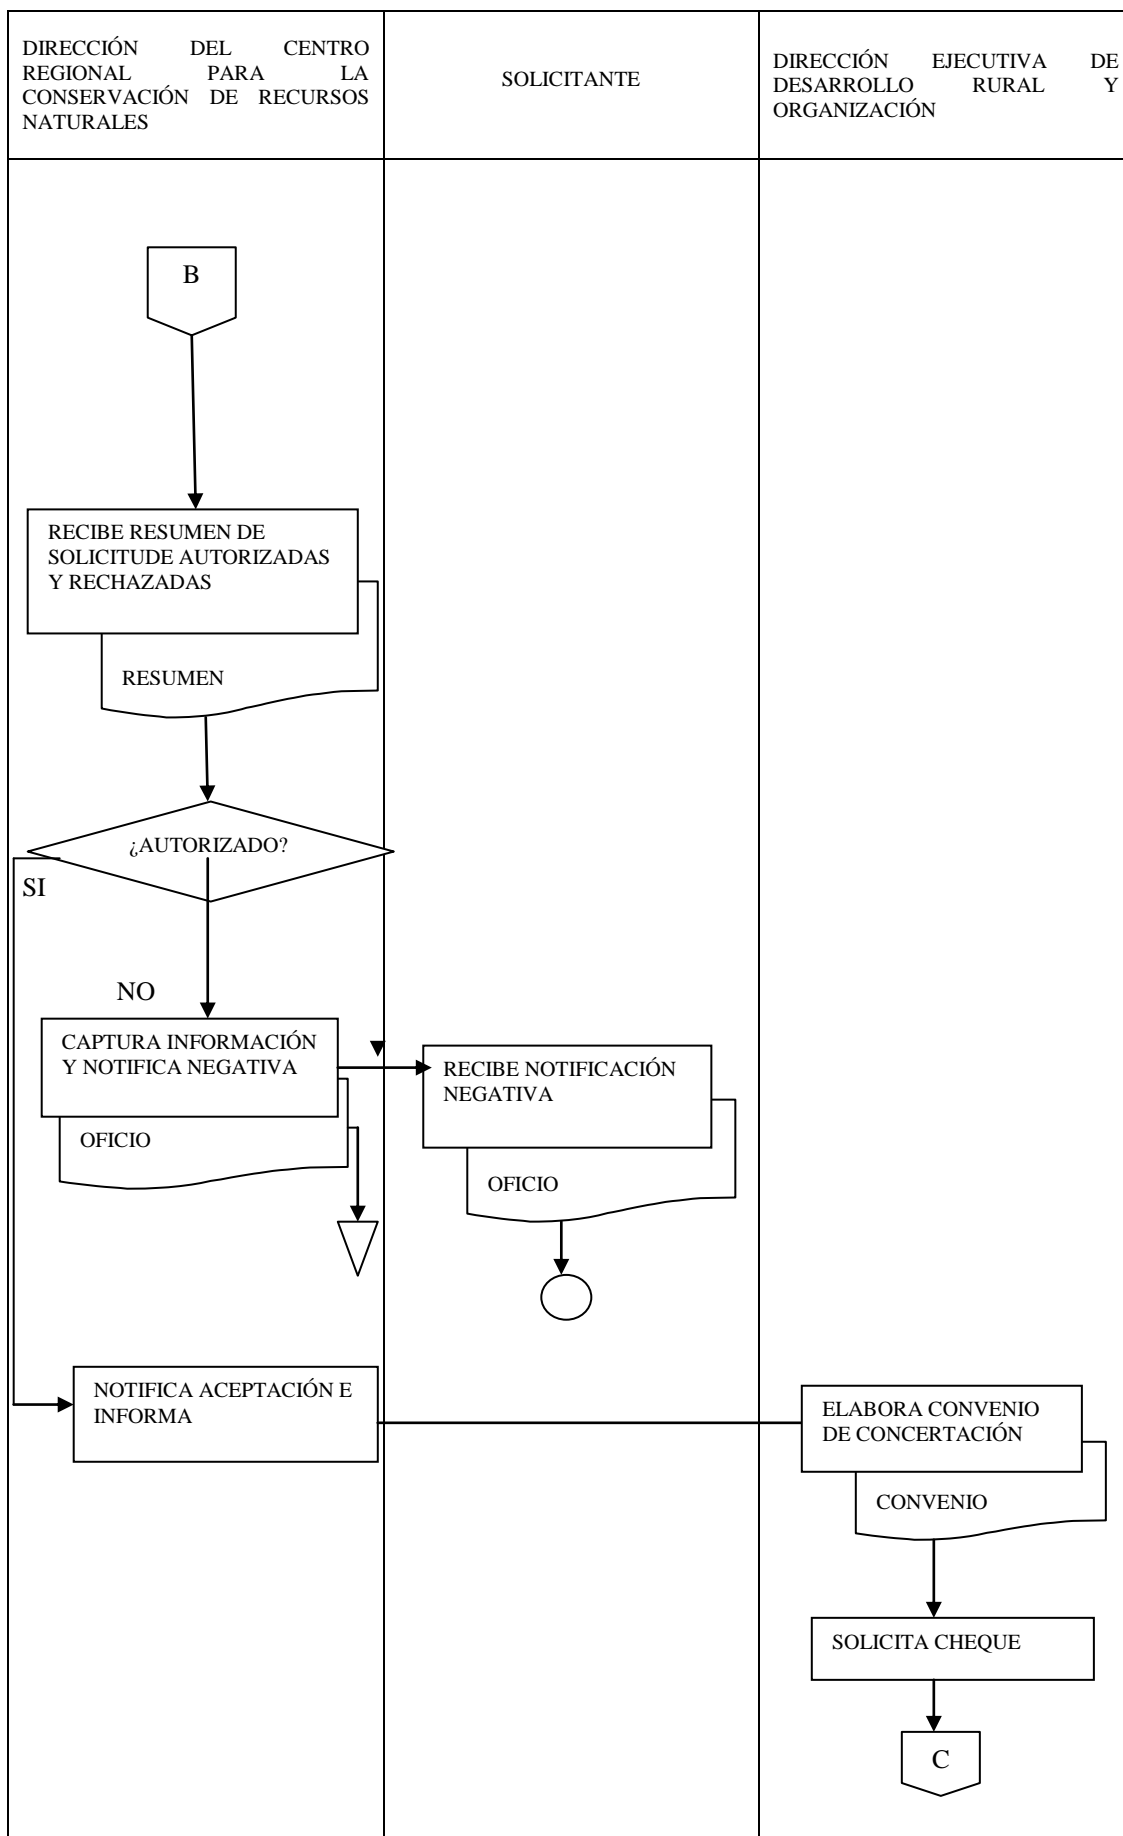 DIRECCIÓN DEL CENTRO
REGIONAL PARA LA
CONSERVACIÓN DE RECURSOS
NATURALES
SOLICITANTE
DIRECCIÓN EJECUTIVA DE
DESARROLLO RURAL Y
ORGANIZACIÓN
B
RECIBE RESUMEN DE
SOLICITUDE AUTORIZADAS
Y RECHAZADAS
RESUMEN
¿AUTORIZADO?
SI
NO
CAPTURA INFORMACIÓN
Y NOTIFICA NEGATIVA
OFICIO
RECIBE NOTIFICACIÓN
NEGATIVA
OFICIO
NOTIFICA ACEPTACIÓN E
INFORMA
ELABORA CONVENIO
DE CONCERTACIÓN
CONVENIO
SOLICITA CHEQUE
C